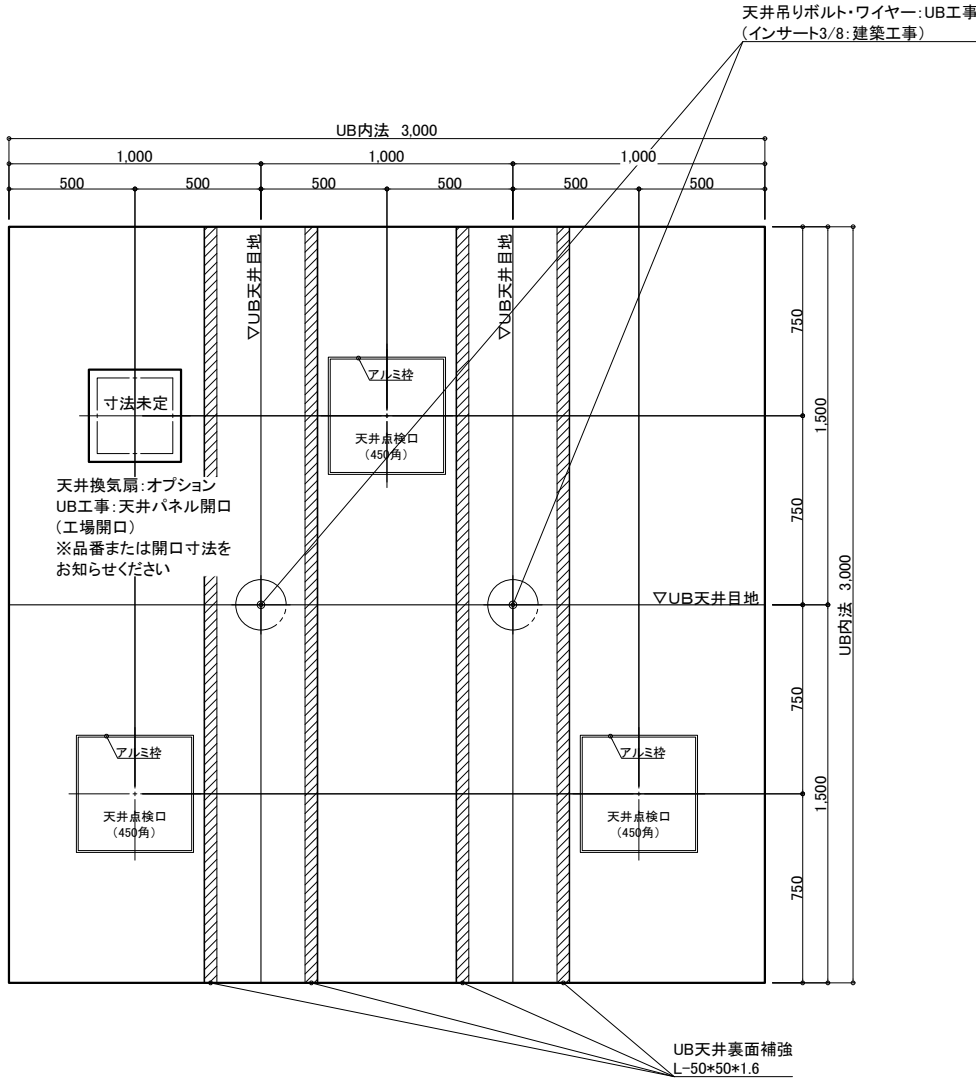 天井吊りボルト・ワイヤー:UB工事
(インサート3/8:建築工事)
UB内法 3,000
1,000
1,000
1,000
500
500
500
500
500
500
▽UB天井目地
▽UB天井目地
750
アルミ枠
寸法未定
天井点検口
(450角)
1,500
天井換気扇:オプション
UB工事:天井パネル開口
(工場開口)
※品番または開口寸法を
お知らせください
750
▽UB天井目地
UB内法 3,000
750
アルミ枠
アルミ枠
天井点検口
(450角)
天井点検口
(450角)
1,500
750
UB天井裏面補強
L-50*50*1.6